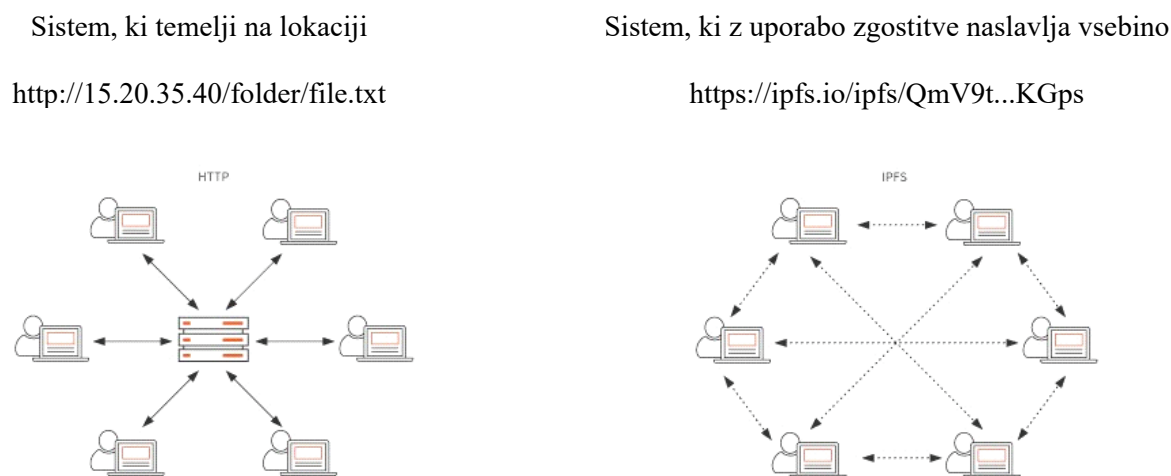 Sistem, ki temelji na lokaciji
http://15.20.35.40/folder/file.txt
HTTP
Sistem, ki z uporabo zgostitve naslavlja vsebino
https://ipfs.io/ipfs/QmV9t...KGps
IPFS